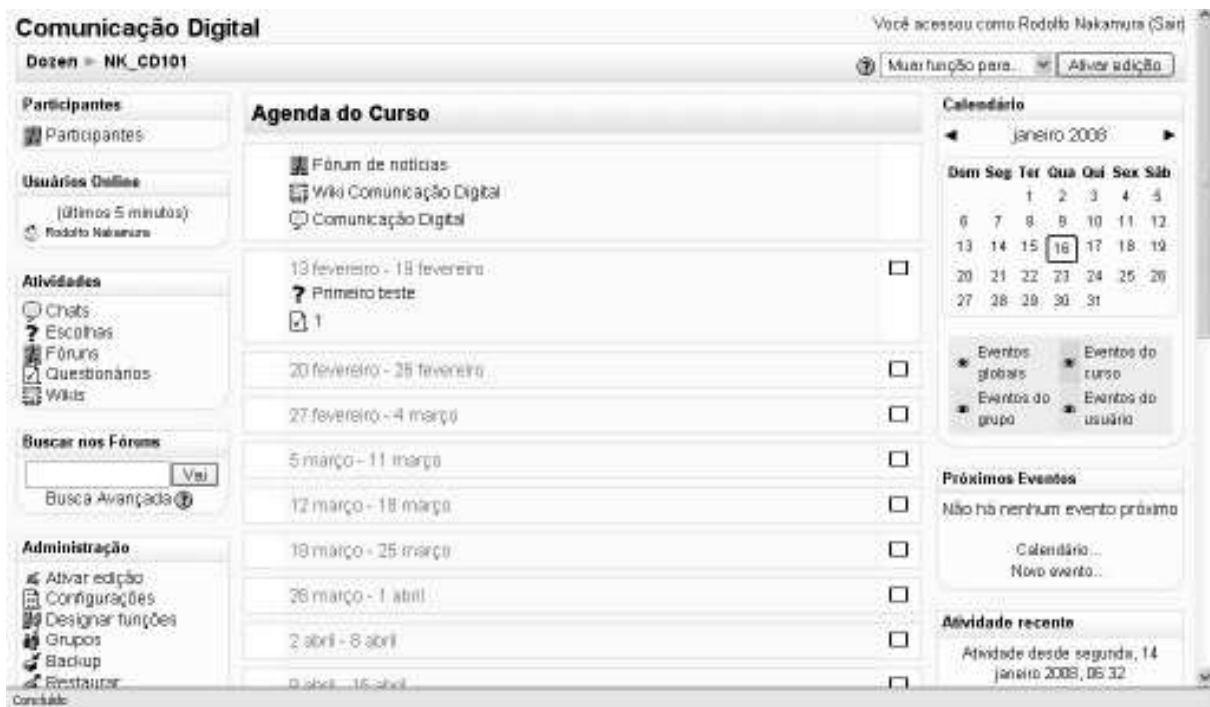 Comunicação Digital
Você acessou como Rodolfo Nakamura (Sair)
Dozen ► NK_CD101
Muar função para...
Ativar edição
Participantes
Participantes
Usuários Online
(últimos 5 minutos)
Rodolfo Nakamura
Atividades
Chats
Escolhas
Fóruns
Questionários
Wikis
Buscar nos Fóruns
Vai
Busca Avançada
Administração
Ativar edição
Configurações
Designar funções
Grupos
Backup
Restaurar
Agenda do Curso
Fórum de notícias
Wiki Comunicação Digital
Comunicação Digital
13 fevereiro - 19 fevereiro
Primeiro teste
1
20 fevereiro - 26 fevereiro
27 fevereiro - 4 março
5 março - 11 março
12 março - 18 março
19 março - 25 março
26 março - 1 abril
2 abril - 8 abril
9 abril - 15 abril
Calendário
◄ janeiro 2008 ►
Dom Seg Ter Qua Qui Sex Sáb
1 2 3 4 5
6 7 8 9 10 11 12
13 14 15 16 17 18 19
20 21 22 23 24 25 26
27 28 29 30 31
Eventos globais
Eventos do curso
Eventos do grupo
Eventos do usuário
Próximos Eventos
Não há nenhum evento próximo
Calendário...
Novo evento...
Atividade recente
Atividade desde segunda, 14
janeiro 2008, 06:32
Concluído